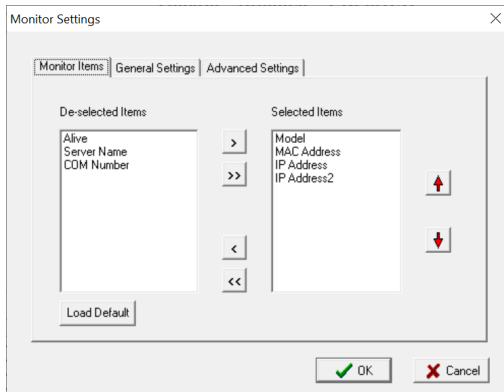 Monitor Settings
Monitor Items General Settings Advanced Settings
De-selected Items Selected Items
Alive
Server Name
COM Number
>
>>
<
<<
Model
MAC Address
IP Address
IP Address2
Load Default
OK Cancel